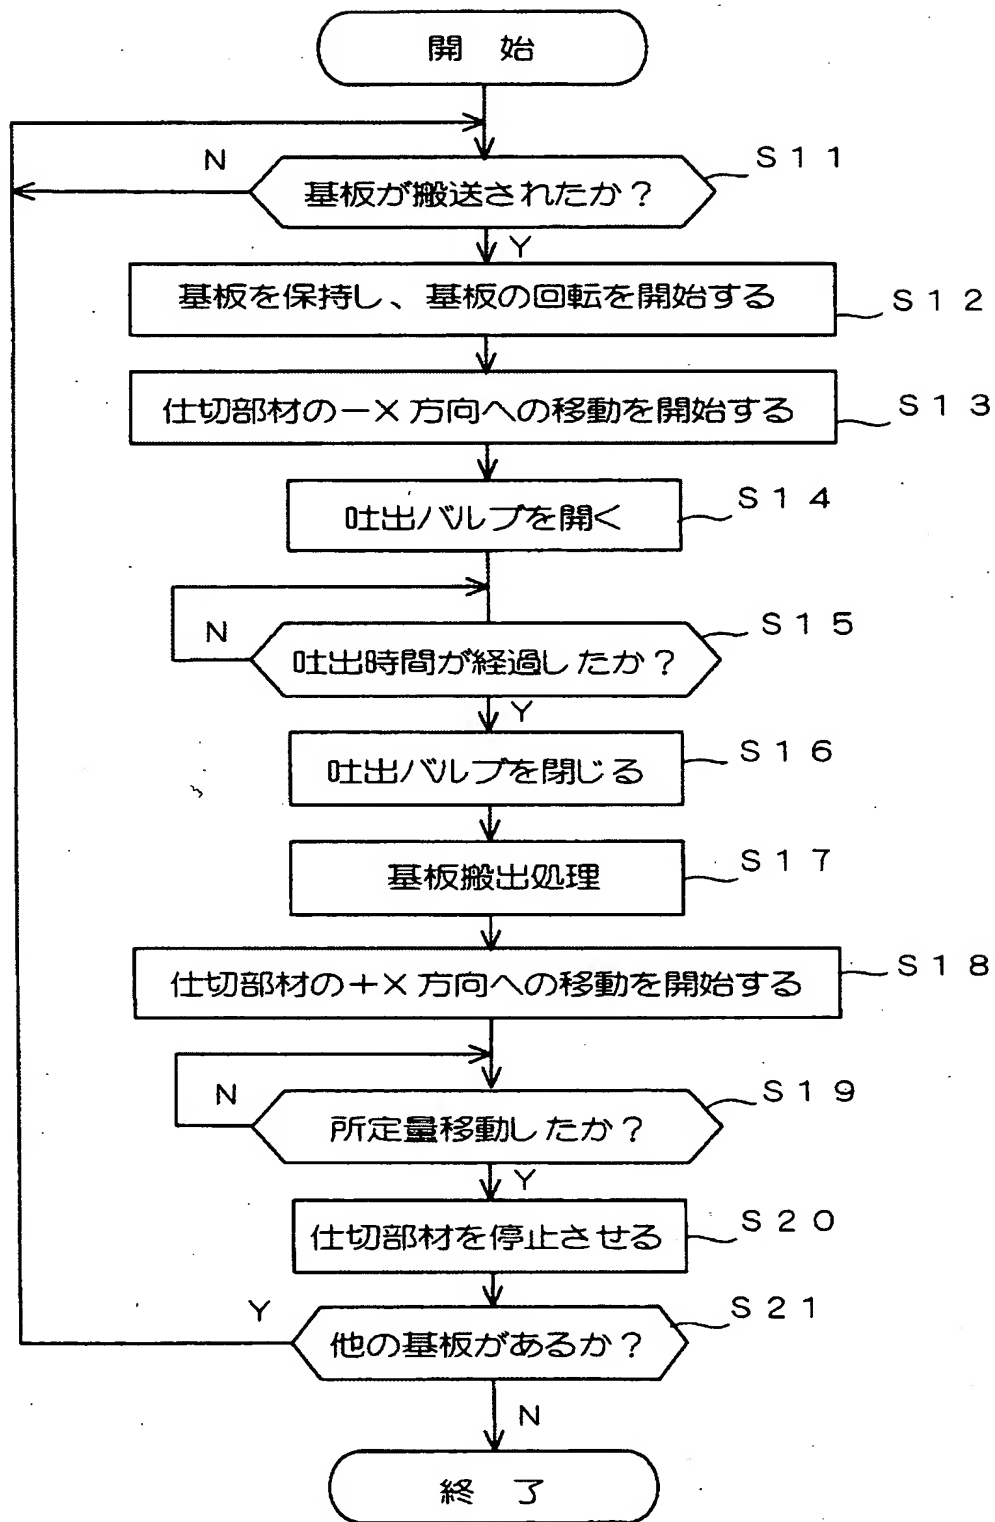 開 始
N
S11
基板が搬送されたか？
Y
基板を保持し、基板の回転を開始する
S12
仕切部材の－X方向への移動を開始する
S13
吐出バルブを開く
S14
N
S15
吐出時間が経過したか？
Y
吐出バルブを閉じる
S16
基板搬出処理
S17
仕切部材の＋X方向への移動を開始する
S18
N
S19
所定量移動したか？
Y
仕切部材を停止させる
S20
Y
S21
他の基板があるか？
N
終 了